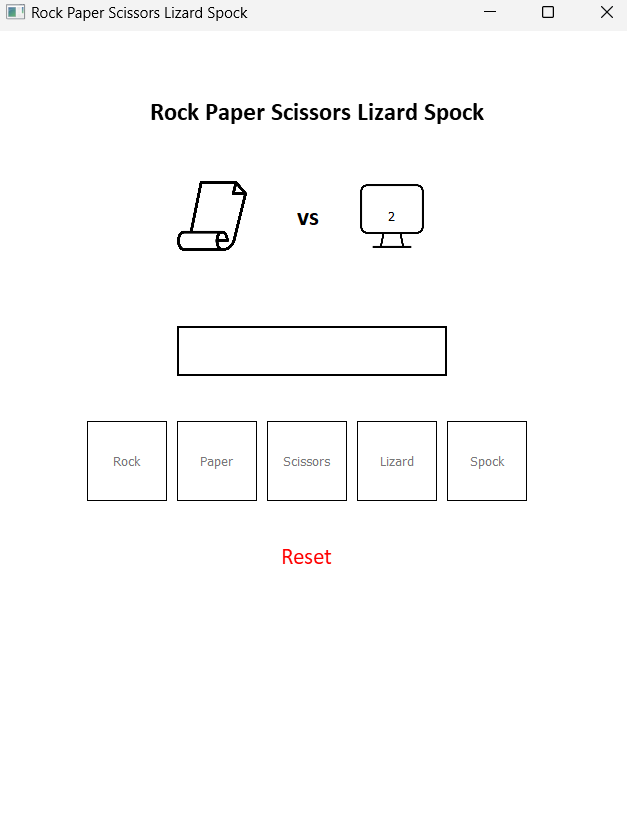 Rock Paper Scissors Lizard Spock
Rock Paper Scissors Lizard Spock
vs
2
Rock
Paper
Scissors
Lizard
Spock
Reset